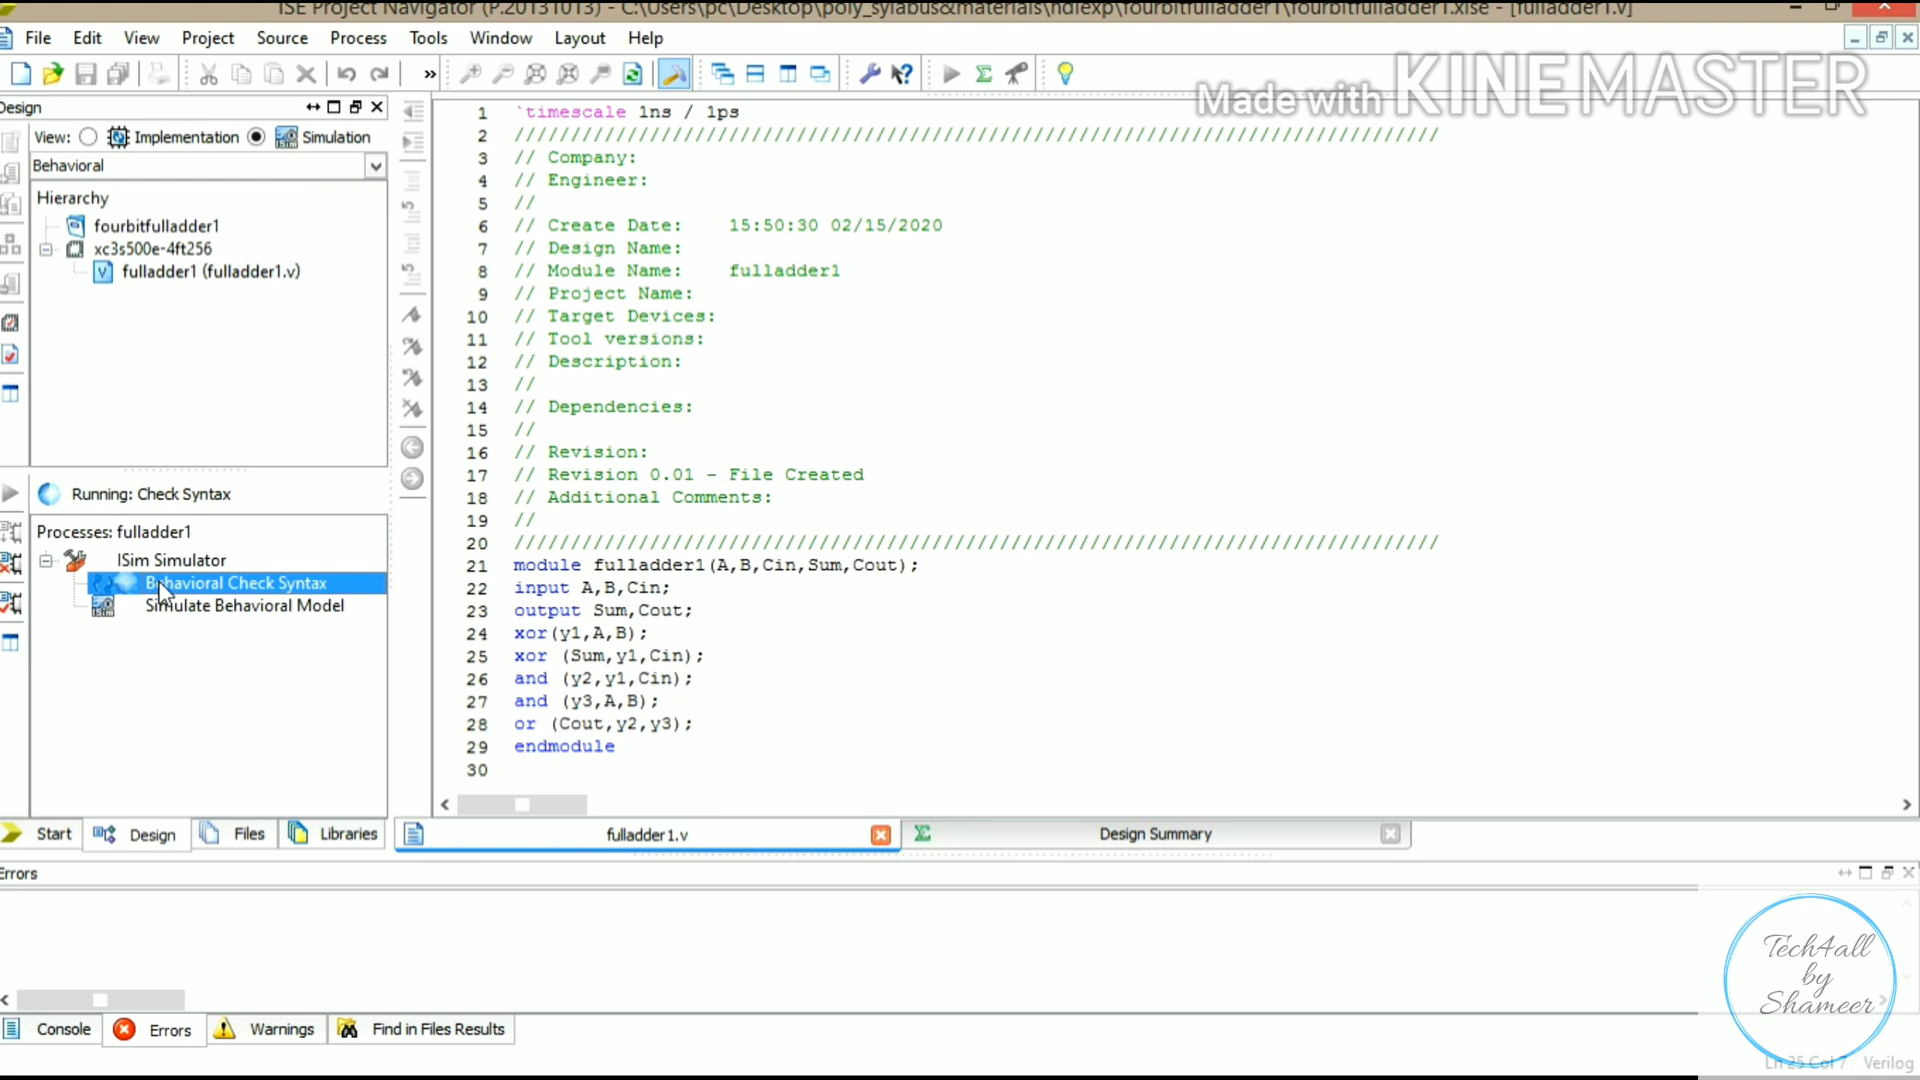 ISE Project Navigator (P.20131013) - C:\Users\pc\Desktop\poly_sylabus&materials\hdlexp\fourbitfulladder1\fourbitfulladder1.xise - [fulladder1.v]
File Edit View Project Source Process Tools Window Layout Help
Made with KINEMASTER
Design
View: Implementation Simulation
Behavioral
Hierarchy
fourbitfulladder1
xc3s500e-4ft256
fulladder1 (fulladder1.v)
Running: Check Syntax
Processes: fulladder1
ISim Simulator
Behavioral Check Syntax
Simulate Behavioral Model
Start Design Files Libraries
1 `timescale 1ns / 1ps
2 //////////////////////////////////////////////////////////////////////////////////
3 // Company:
4 // Engineer:
5 //
6 // Create Date: 15:50:30 02/15/2020
7 // Design Name:
8 // Module Name: fulladder1
9 // Project Name:
10 // Target Devices:
11 // Tool versions:
12 // Description:
13 //
14 // Dependencies:
15 //
16 // Revision:
17 // Revision 0.01 - File Created
18 // Additional Comments:
19 //
20 //////////////////////////////////////////////////////////////////////////////////
21 module fulladder1(A,B,Cin,Sum,Cout);
22 input A,B,Cin;
23 output Sum,Cout;
24 xor(y1,A,B);
25 xor (Sum,y1,Cin);
26 and (y2,y1,Cin);
27 and (y3,A,B);
28 or (Cout,y2,y3);
29 endmodule
30
fulladder1.v Design Summary
Errors
Console Errors Warnings Find in Files Results
Tech4all
by
Shameer
Ln 25 Col 7 Verilog